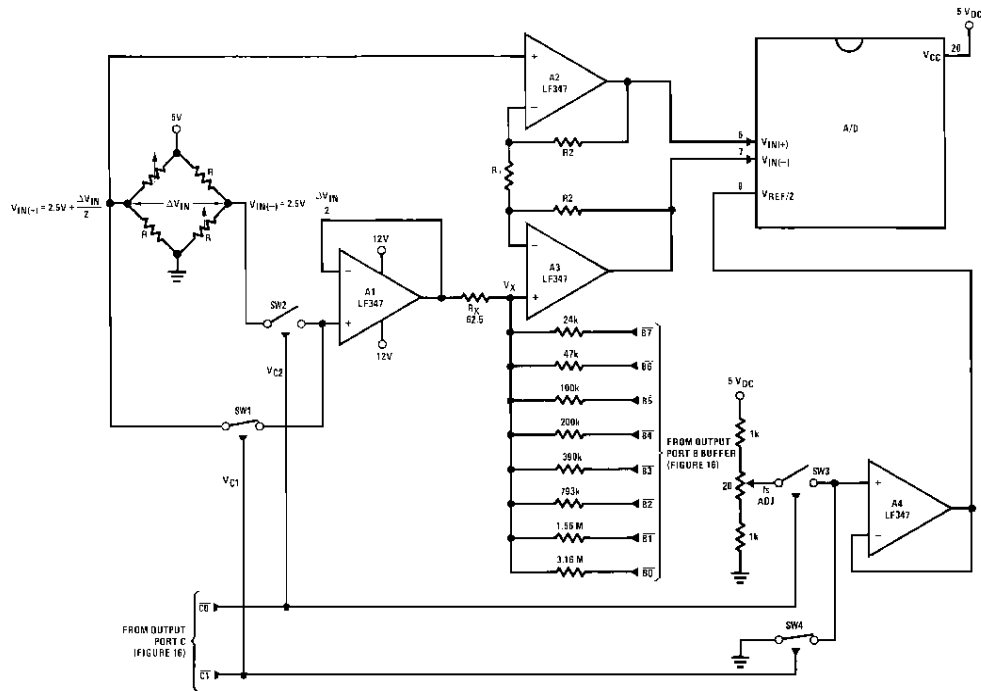 5 VDC
VCC
20
A/D
6
VIN(+)
7
VIN(–)
9
VREF/2
+
A2
LF347
–
R2
R1
R2
–
A3
LF347
+
5V
R
R
R
ΔVIN
VIN(–) = 2.5V + ΔVIN/2
VIN(–) = 2.5V
ΔVIN
2
12V
–
A1
LF347
+
12V
RX
62.5
VX
SW2
VC2
SW1
VC1
24k
B7
47k
B6
100k
B5
200k
B4
390k
B3
793k
B2
1.56 M
B1
3.16 M
B0
FROM OUTPUT
PORT B BUFFER
(FIGURE 16)
5 VDC
1k
20
fs
ADJ
1k
SW3
+
A4
LF347
–
SW4
FROM OUTPUT
PORT C
(FIGURE 16)
C0
C1